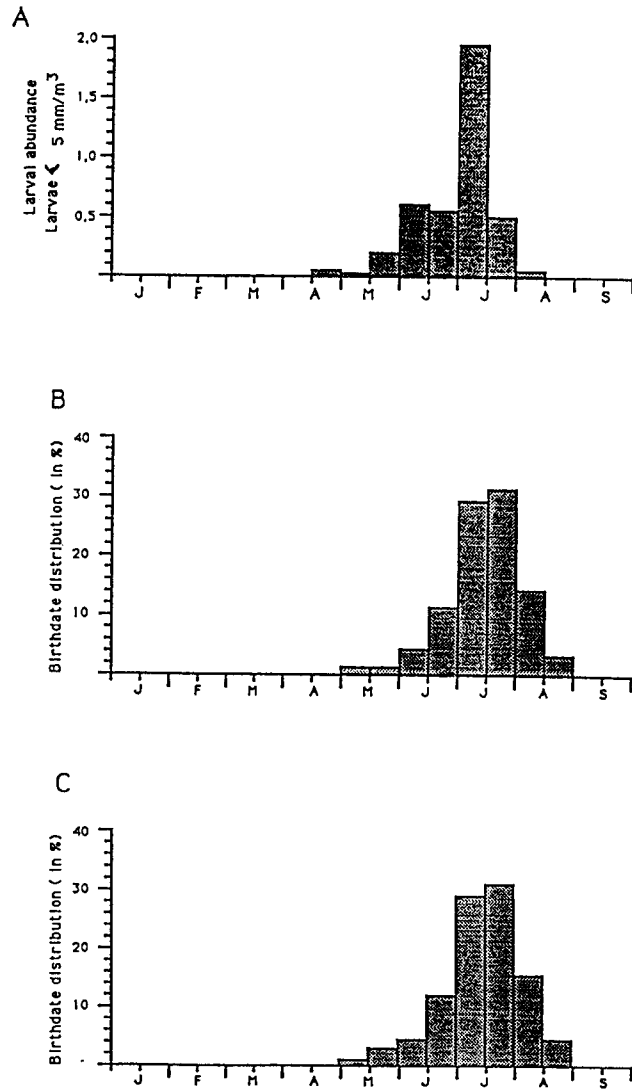 A
Larval abundance
Larvae < 5 mm/m³
2,0
1,5
1,0
0,5
J F M A M J J A S
B
Birthdate distribution ( in %)
40
30
20
10
J F M A M J J A S
C
Birthdate distribution ( in %)
40
30
20
10
J F M A M J J A S